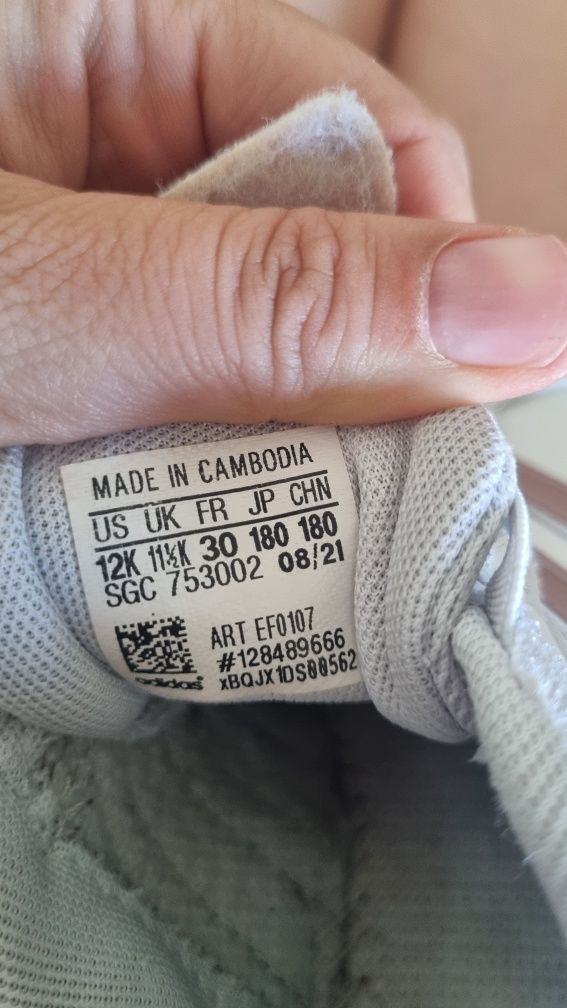 MADE IN CAMBODIA
US UK FR JP CHN
12K 11½K 30 180 180
SGC 753002 08/21
ART EF0107
#128489666
xBQJX1DS00562
adidas